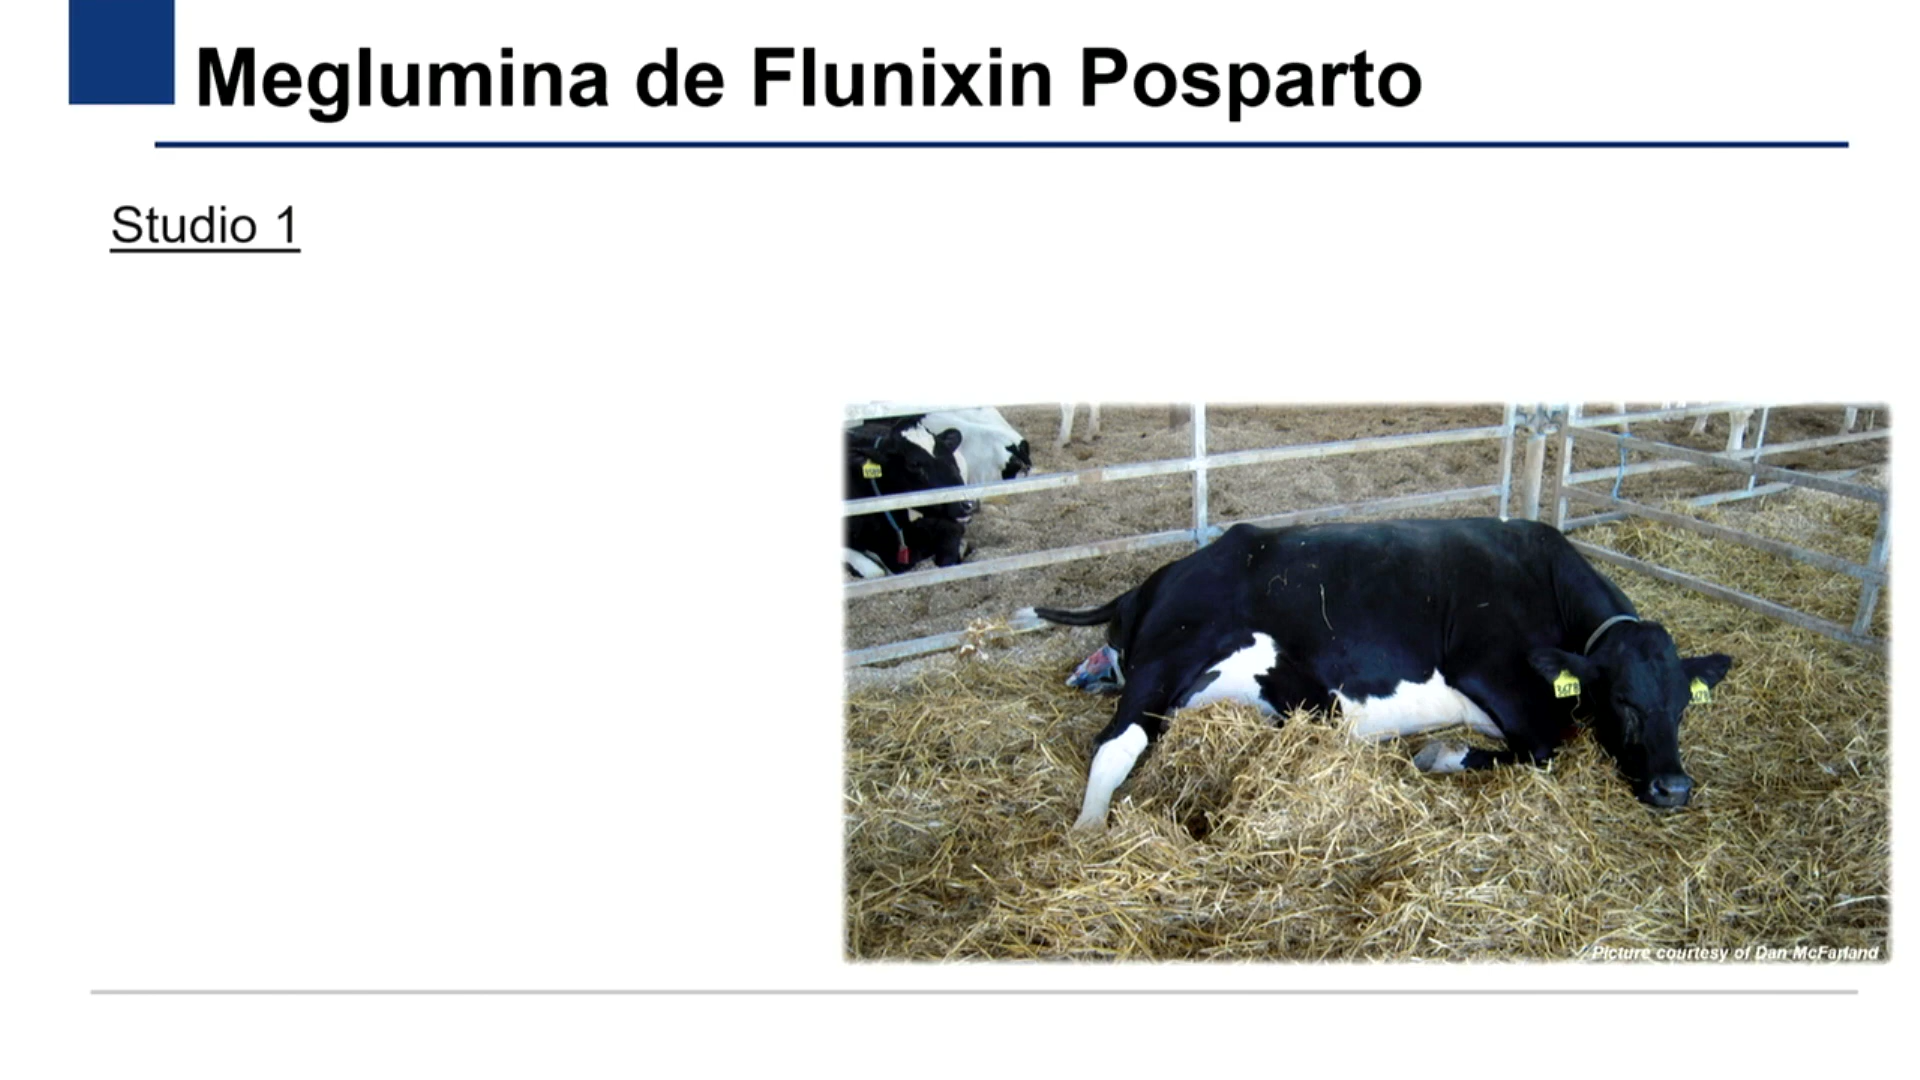 Meglumina de Flunixin Posparto
Studio 1
Picture courtesy of Dan McFarland